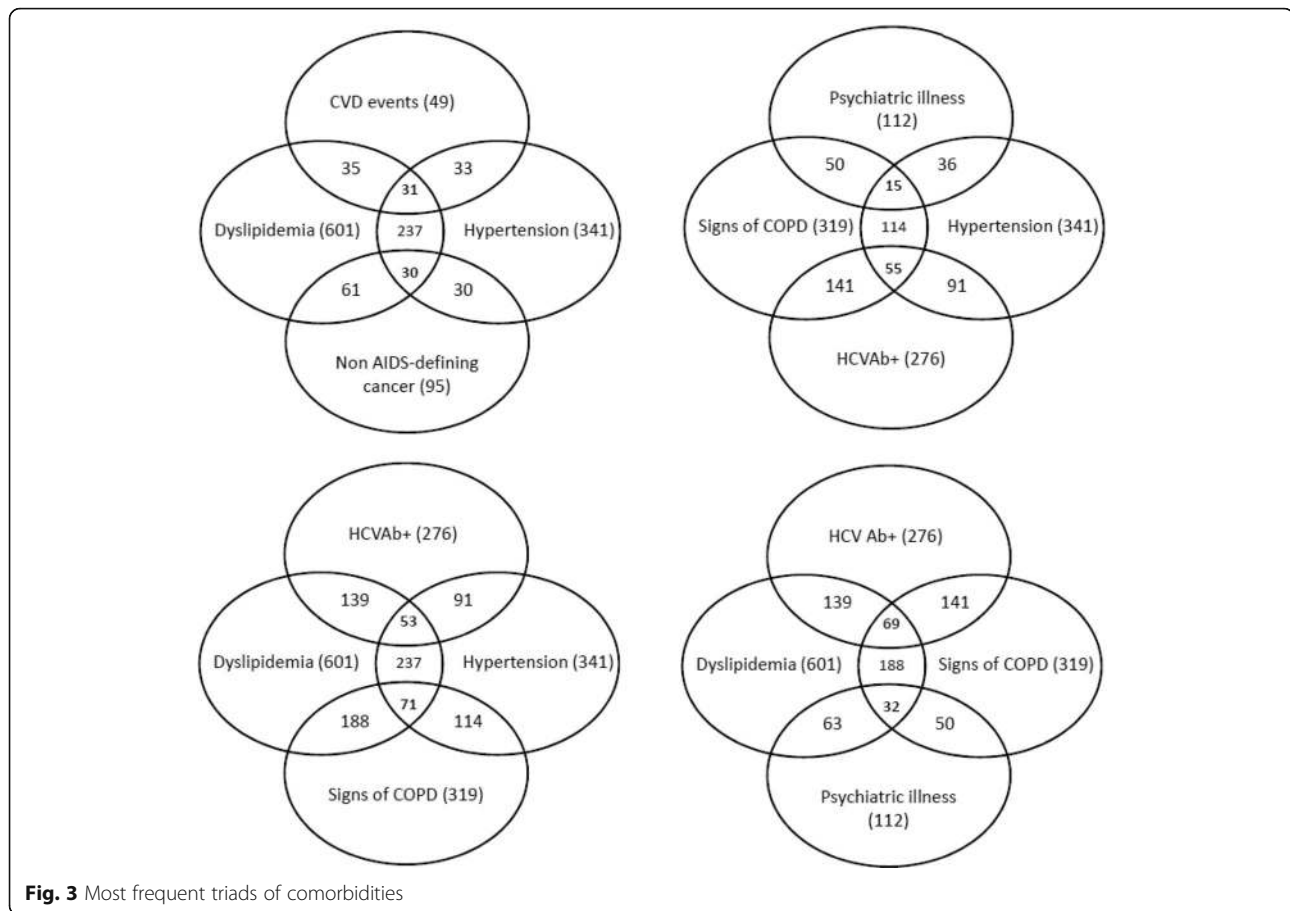 CVD events (49)
35
33
31
Dyslipidemia (601)
237
Hypertension (341)
30
61
30
Non AIDS-defining
cancer (95)
Psychiatric illness
(112)
50
36
15
Signs of COPD (319)
114
Hypertension (341)
55
141
91
HCVAb+ (276)
HCVAb+ (276)
139
91
53
Dyslipidemia (601)
237
Hypertension (341)
71
188
114
Signs of COPD (319)
HCV Ab+ (276)
139
141
69
Dyslipidemia (601)
188
Signs of COPD (319)
32
63
50
Psychiatric illness
(112)
Fig. 3 Most frequent triads of comorbidities